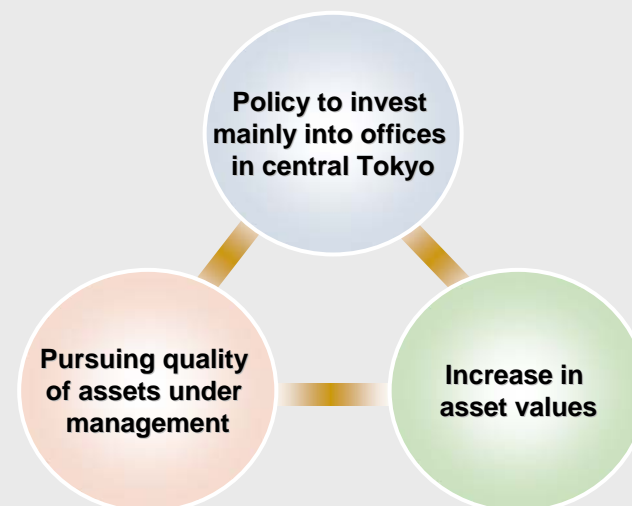 Policy to invest
mainly into offices
in central Tokyo
Pursuing quality
of assets under
management
Increase in
asset values